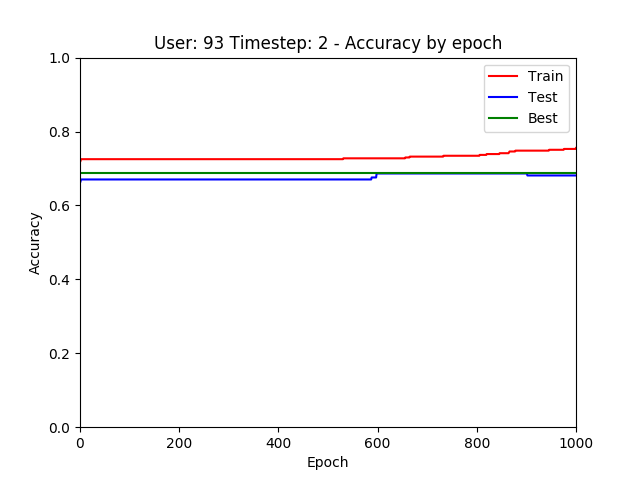 User: 93 Timestep: 2 - Accuracy by epoch
1.0
0.8
0.6
0.4
0.2
0.0
Accuracy
Train
Test
Best
0 200 400 600 800 1000
Epoch